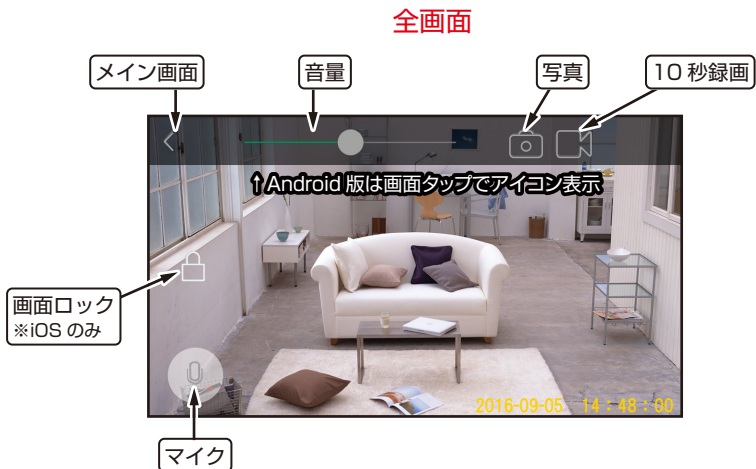 全画面
メイン画面
音量
写真
10 秒録画
↑Android 版は画面タップでアイコン表示
画面ロック
※iOS のみ
2016-09-05 14:48:00
マイク